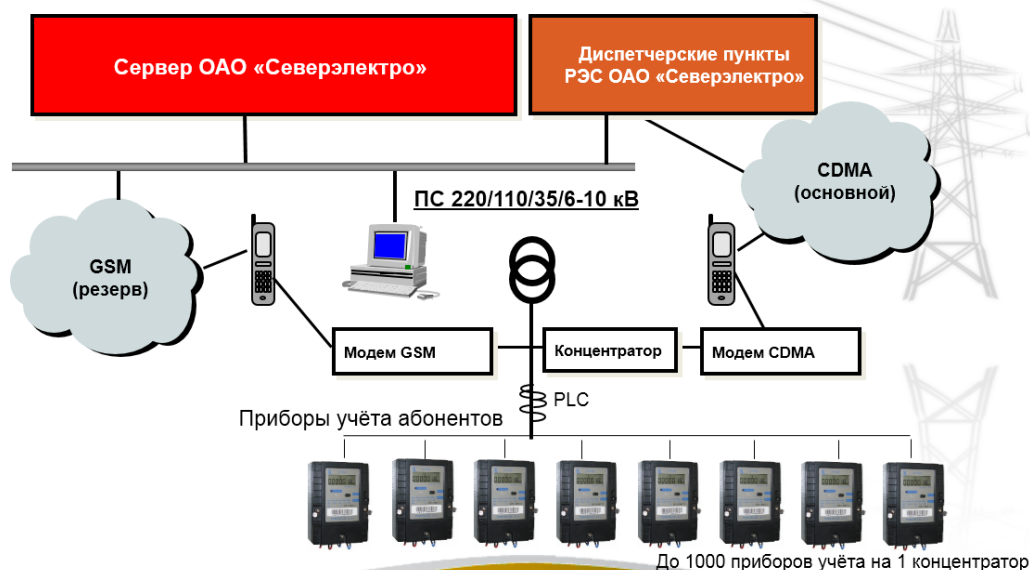 Сервер ОАО «Северэлектро»
Диспетчерские пункты
РЭС ОАО «Северэлектро»
CDMA
(основной)
ПС 220/110/35/6-10 кВ
GSM
(резерв)
Модем GSM
Концентратор
Модем CDMA
PLC
Приборы учёта абонентов
До 1000 приборов учёта на 1 концентратор